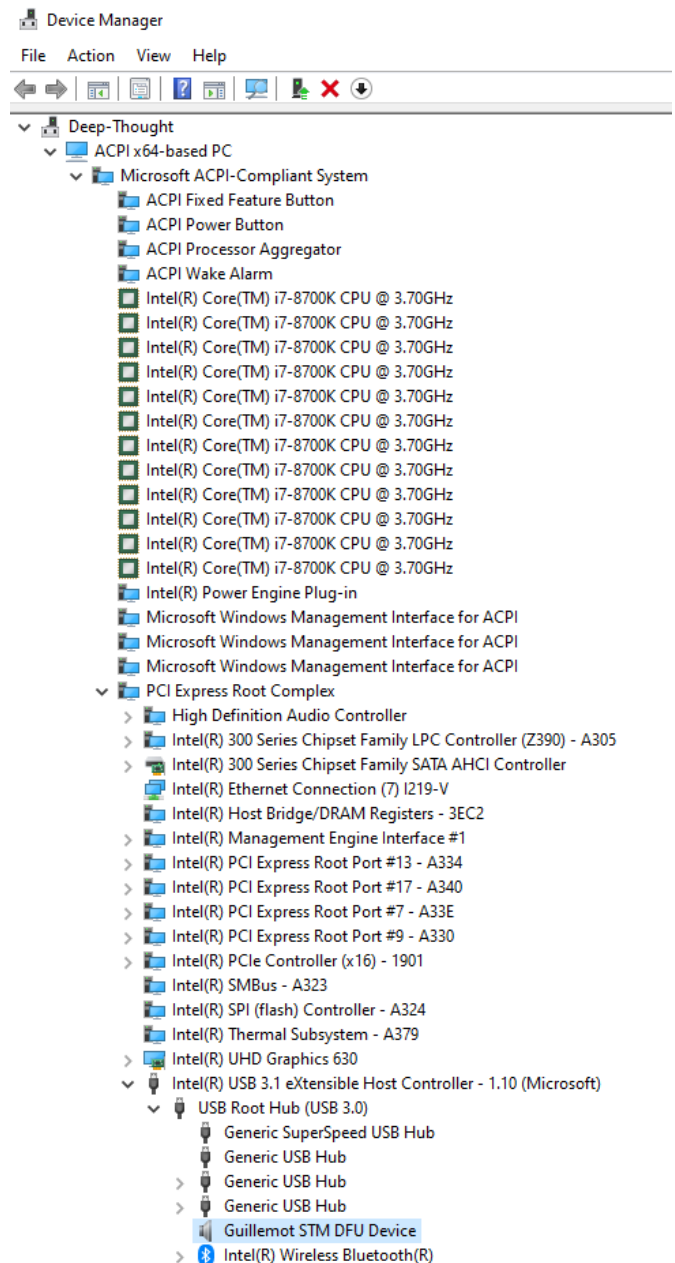 Device Manager
File Action View Help
Deep-Thought
ACPI x64-based PC
Microsoft ACPI-Compliant System
ACPI Fixed Feature Button
ACPI Power Button
ACPI Processor Aggregator
ACPI Wake Alarm
Intel(R) Core(TM) i7-8700K CPU @ 3.70GHz
Intel(R) Core(TM) i7-8700K CPU @ 3.70GHz
Intel(R) Core(TM) i7-8700K CPU @ 3.70GHz
Intel(R) Core(TM) i7-8700K CPU @ 3.70GHz
Intel(R) Core(TM) i7-8700K CPU @ 3.70GHz
Intel(R) Core(TM) i7-8700K CPU @ 3.70GHz
Intel(R) Core(TM) i7-8700K CPU @ 3.70GHz
Intel(R) Core(TM) i7-8700K CPU @ 3.70GHz
Intel(R) Core(TM) i7-8700K CPU @ 3.70GHz
Intel(R) Core(TM) i7-8700K CPU @ 3.70GHz
Intel(R) Core(TM) i7-8700K CPU @ 3.70GHz
Intel(R) Core(TM) i7-8700K CPU @ 3.70GHz
Intel(R) Power Engine Plug-in
Microsoft Windows Management Interface for ACPI
Microsoft Windows Management Interface for ACPI
Microsoft Windows Management Interface for ACPI
PCI Express Root Complex
High Definition Audio Controller
Intel(R) 300 Series Chipset Family LPC Controller (Z390) - A305
Intel(R) 300 Series Chipset Family SATA AHCI Controller
Intel(R) Ethernet Connection (7) I219-V
Intel(R) Host Bridge/DRAM Registers - 3EC2
Intel(R) Management Engine Interface #1
Intel(R) PCI Express Root Port #13 - A334
Intel(R) PCI Express Root Port #17 - A340
Intel(R) PCI Express Root Port #7 - A33E
Intel(R) PCI Express Root Port #9 - A330
Intel(R) PCIe Controller (x16) - 1901
Intel(R) SMBus - A323
Intel(R) SPI (flash) Controller - A324
Intel(R) Thermal Subsystem - A379
Intel(R) UHD Graphics 630
Intel(R) USB 3.1 eXtensible Host Controller - 1.10 (Microsoft)
USB Root Hub (USB 3.0)
Generic SuperSpeed USB Hub
Generic USB Hub
Generic USB Hub
Generic USB Hub
Guillemot STM DFU Device
Intel(R) Wireless Bluetooth(R)